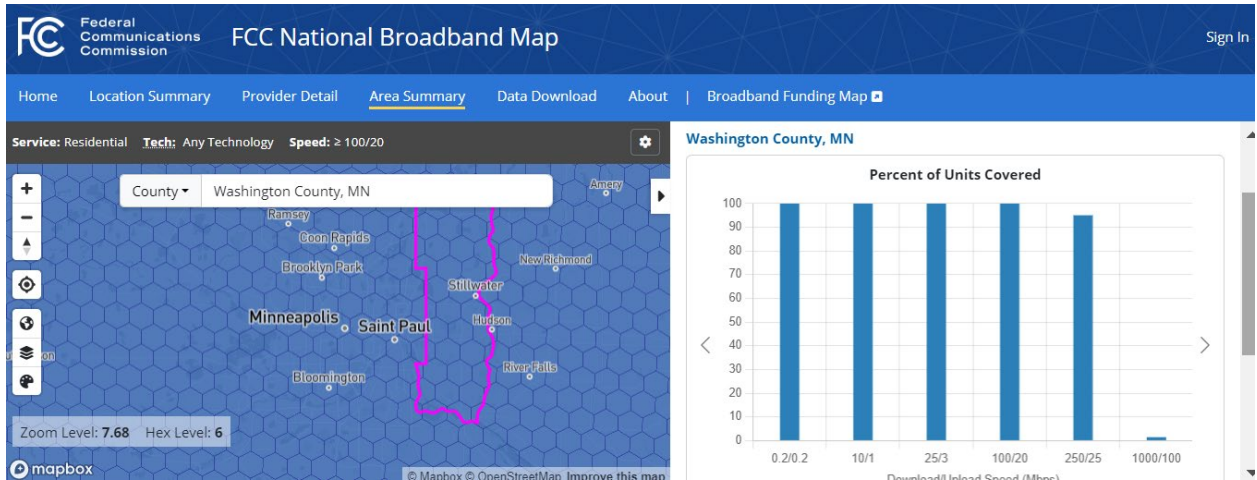 FCC
Federal
Communications
Commission
FCC National Broadband Map
Sign In
Home Location Summary Provider Detail Area Summary Data Download About | Broadband Funding Map
Service: Residential Tech: Any Technology Speed: ≥ 100/20
County Washington County, MN
Amery
Ramsey
Coon Rapids
Brooklyn Park
New Richmond
Stillwater
Minneapolis
Saint Paul
Hudson
River Falls
Bloomington
Zoom Level: 7.68 Hex Level: 6
mapbox
© Mapbox © OpenStreetMap Improve this map
Washington County, MN
Percent of Units Covered
100
90
80
70
60
50
40
30
20
10
0
0.2/0.2 10/1 25/3 100/20 250/25 1000/100
Download/Upload Speed (Mbps)